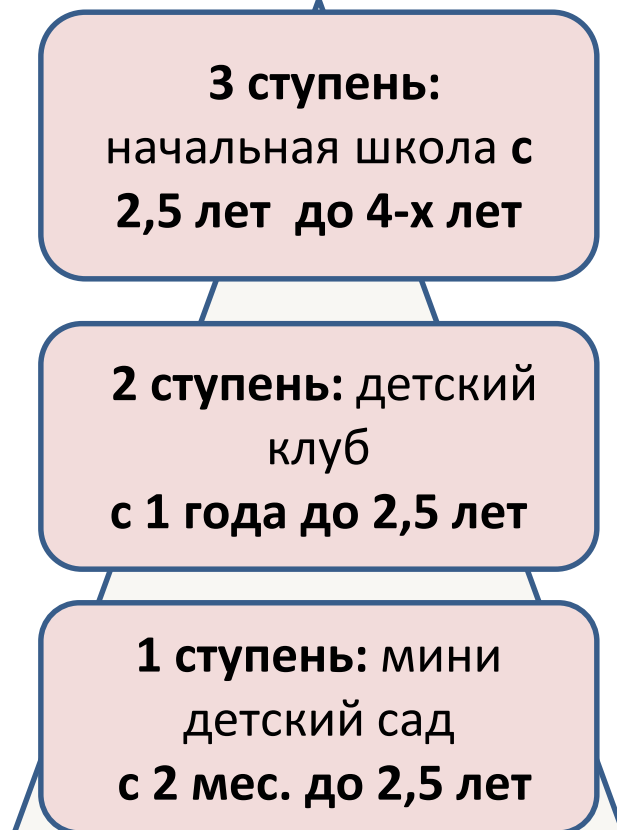 3 ступень:
начальная школа с
2,5 лет до 4-х лет
2 ступень: детский
клуб
с 1 года до 2,5 лет
1 ступень: мини
детский сад
с 2 мес. до 2,5 лет